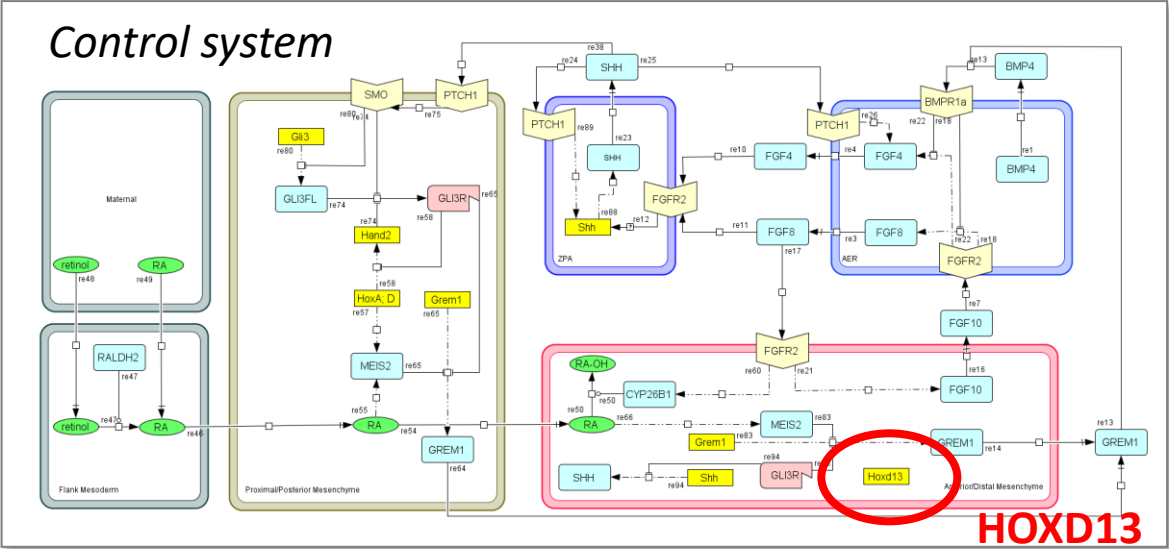 Control system
re38
re24
SHH
re25
re13
BMP4
SMO
PTCH1
BMPR1a
re80
re74
re75
PTCH1
re89
PTCH1
re26
re22
re18
Gli3
re80
re23
re1
SHH
re10
FGF4
re4
FGF4
BMP4
Maternal
GLI3FL
re74
GLI3R
re65
re58
FGFR2
re88
re74
Hand2
Shh
re12
re11
FGF8
re3
FGF8
re17
re22
re18
retinol
RA
ZPA
AER
FGFR2
re48
re49
re58
HoxA; D
Grem1
re57
re65
re7
FGF10
RALDH2
re47
MEIS2
re65
FGFR2
RA-OH
re60
re21
re16
re55
re50
re50
CYP26B1
FGF10
retinol
re47
RA
re46
RA
re54
RA
re66
MEIS2
re83
re13
Grem1
re83
GREM1
re14
GREM1
GREM1
re64
re94
SHH
re94
Shh
GLI3R
Hoxd13
Flank Mesoderm
Proximal/Posterior Mesenchyme
Anterior/Distal Mesenchyme
HOXD13